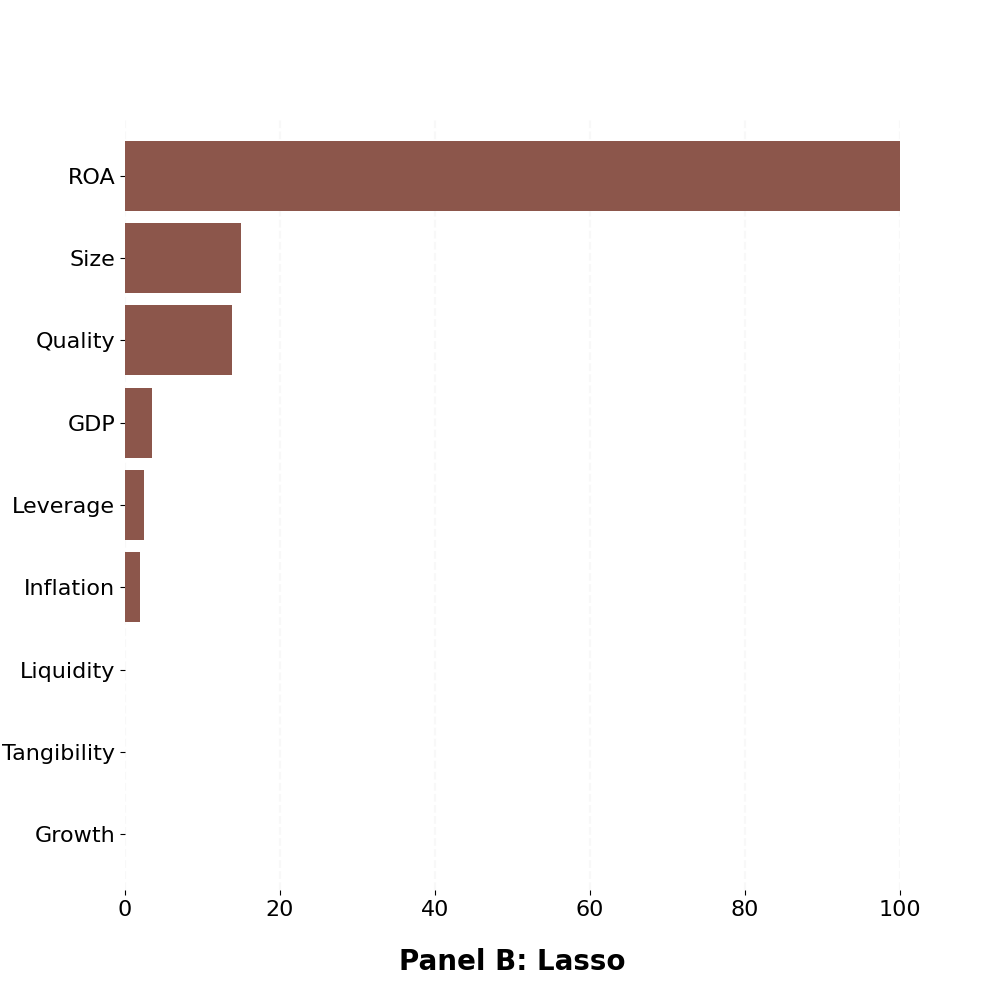 ROA
Size
Quality
GDP
Leverage
Inflation
Liquidity
Tangibility
Growth
0 20 40 60 80 100
Panel B: Lasso